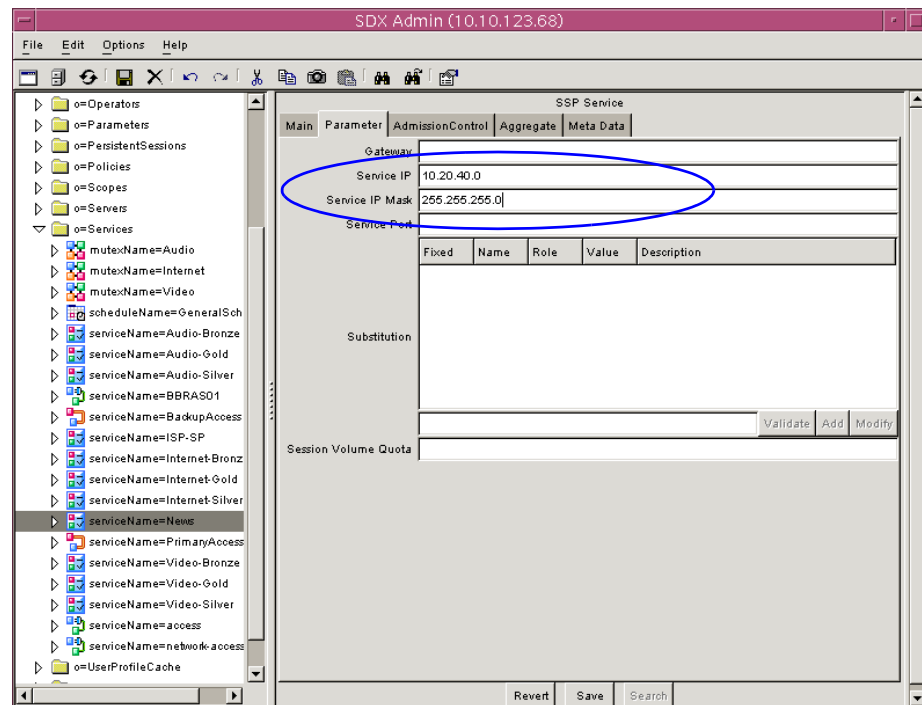 SDX Admin (10.10.123.68)
File Edit Options Help
o=Operators
o=Parameters
o=PersistentSessions
o=Policies
o=Scopes
o=Servers
o=Services
mutexName=Audio
mutexName=Internet
mutexName=Video
scheduleName=GeneralSch
serviceName=Audio-Bronze
serviceName=Audio-Gold
serviceName=Audio-Silver
serviceName=BBRAS01
serviceName=BackupAccess
serviceName=ISP-SP
serviceName=Internet-Bronz
serviceName=Internet-Gold
serviceName=Internet-Silver
serviceName=News
serviceName=PrimaryAccess
serviceName=Video-Bronze
serviceName=Video-Gold
serviceName=Video-Silver
serviceName=access
serviceName=network-access
o=UserProfileCache
SSP Service
Main Parameter AdmissionControl Aggregate Meta Data
Gateway
Service IP 10.20.40.0
Service IP Mask 255.255.255.0
Service Port
Fixed Name Role Value Description
Substitution
Validate Add Modify
Session Volume Quota
Revert Save Search